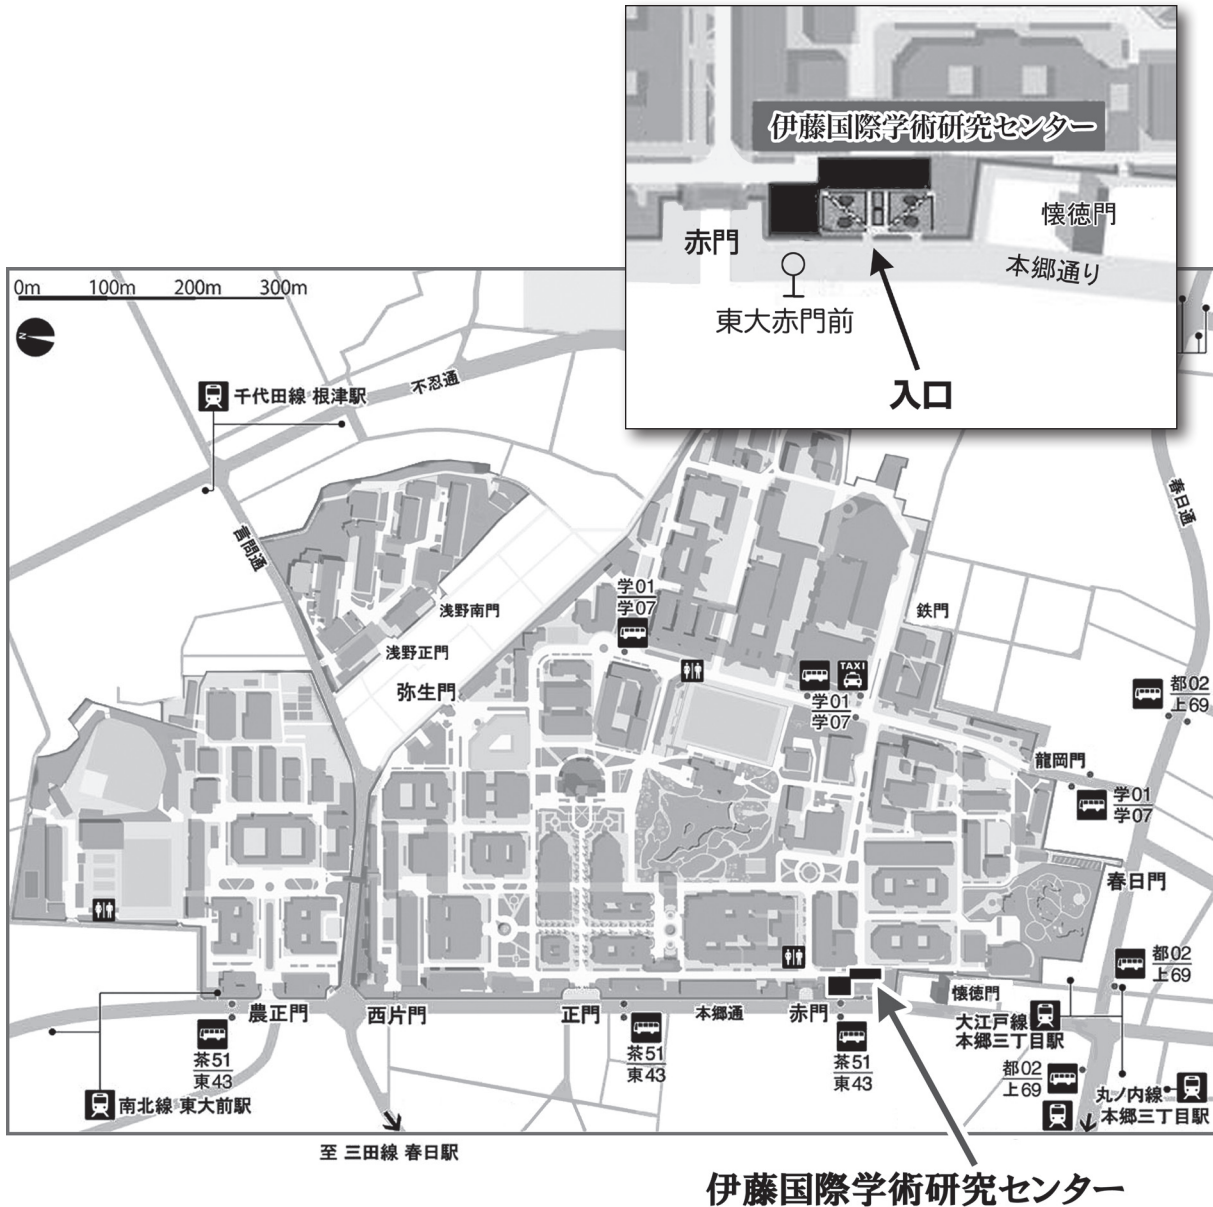 伊藤国際学術研究センター
懐徳門
赤門
本郷通り
東大赤門前
入口
0m 100m 200m 300m
N
千代田線 根津駅
不忍通
言問通
春日通
学01
学07
浅野南門
鉄門
浅野正門
TAXI
弥生門
学01
学07
都02
上69
龍岡門
学01
学07
春日門
都02
上69
懐徳門
農正門
西片門
正門
本郷通
赤門
大江戸線
本郷三丁目駅
茶51
東43
茶51
東43
茶51
東43
都02
上69
南北線 東大前駅
丸ノ内線
本郷三丁目駅
至 三田線 春日駅
伊藤国際学術研究センター